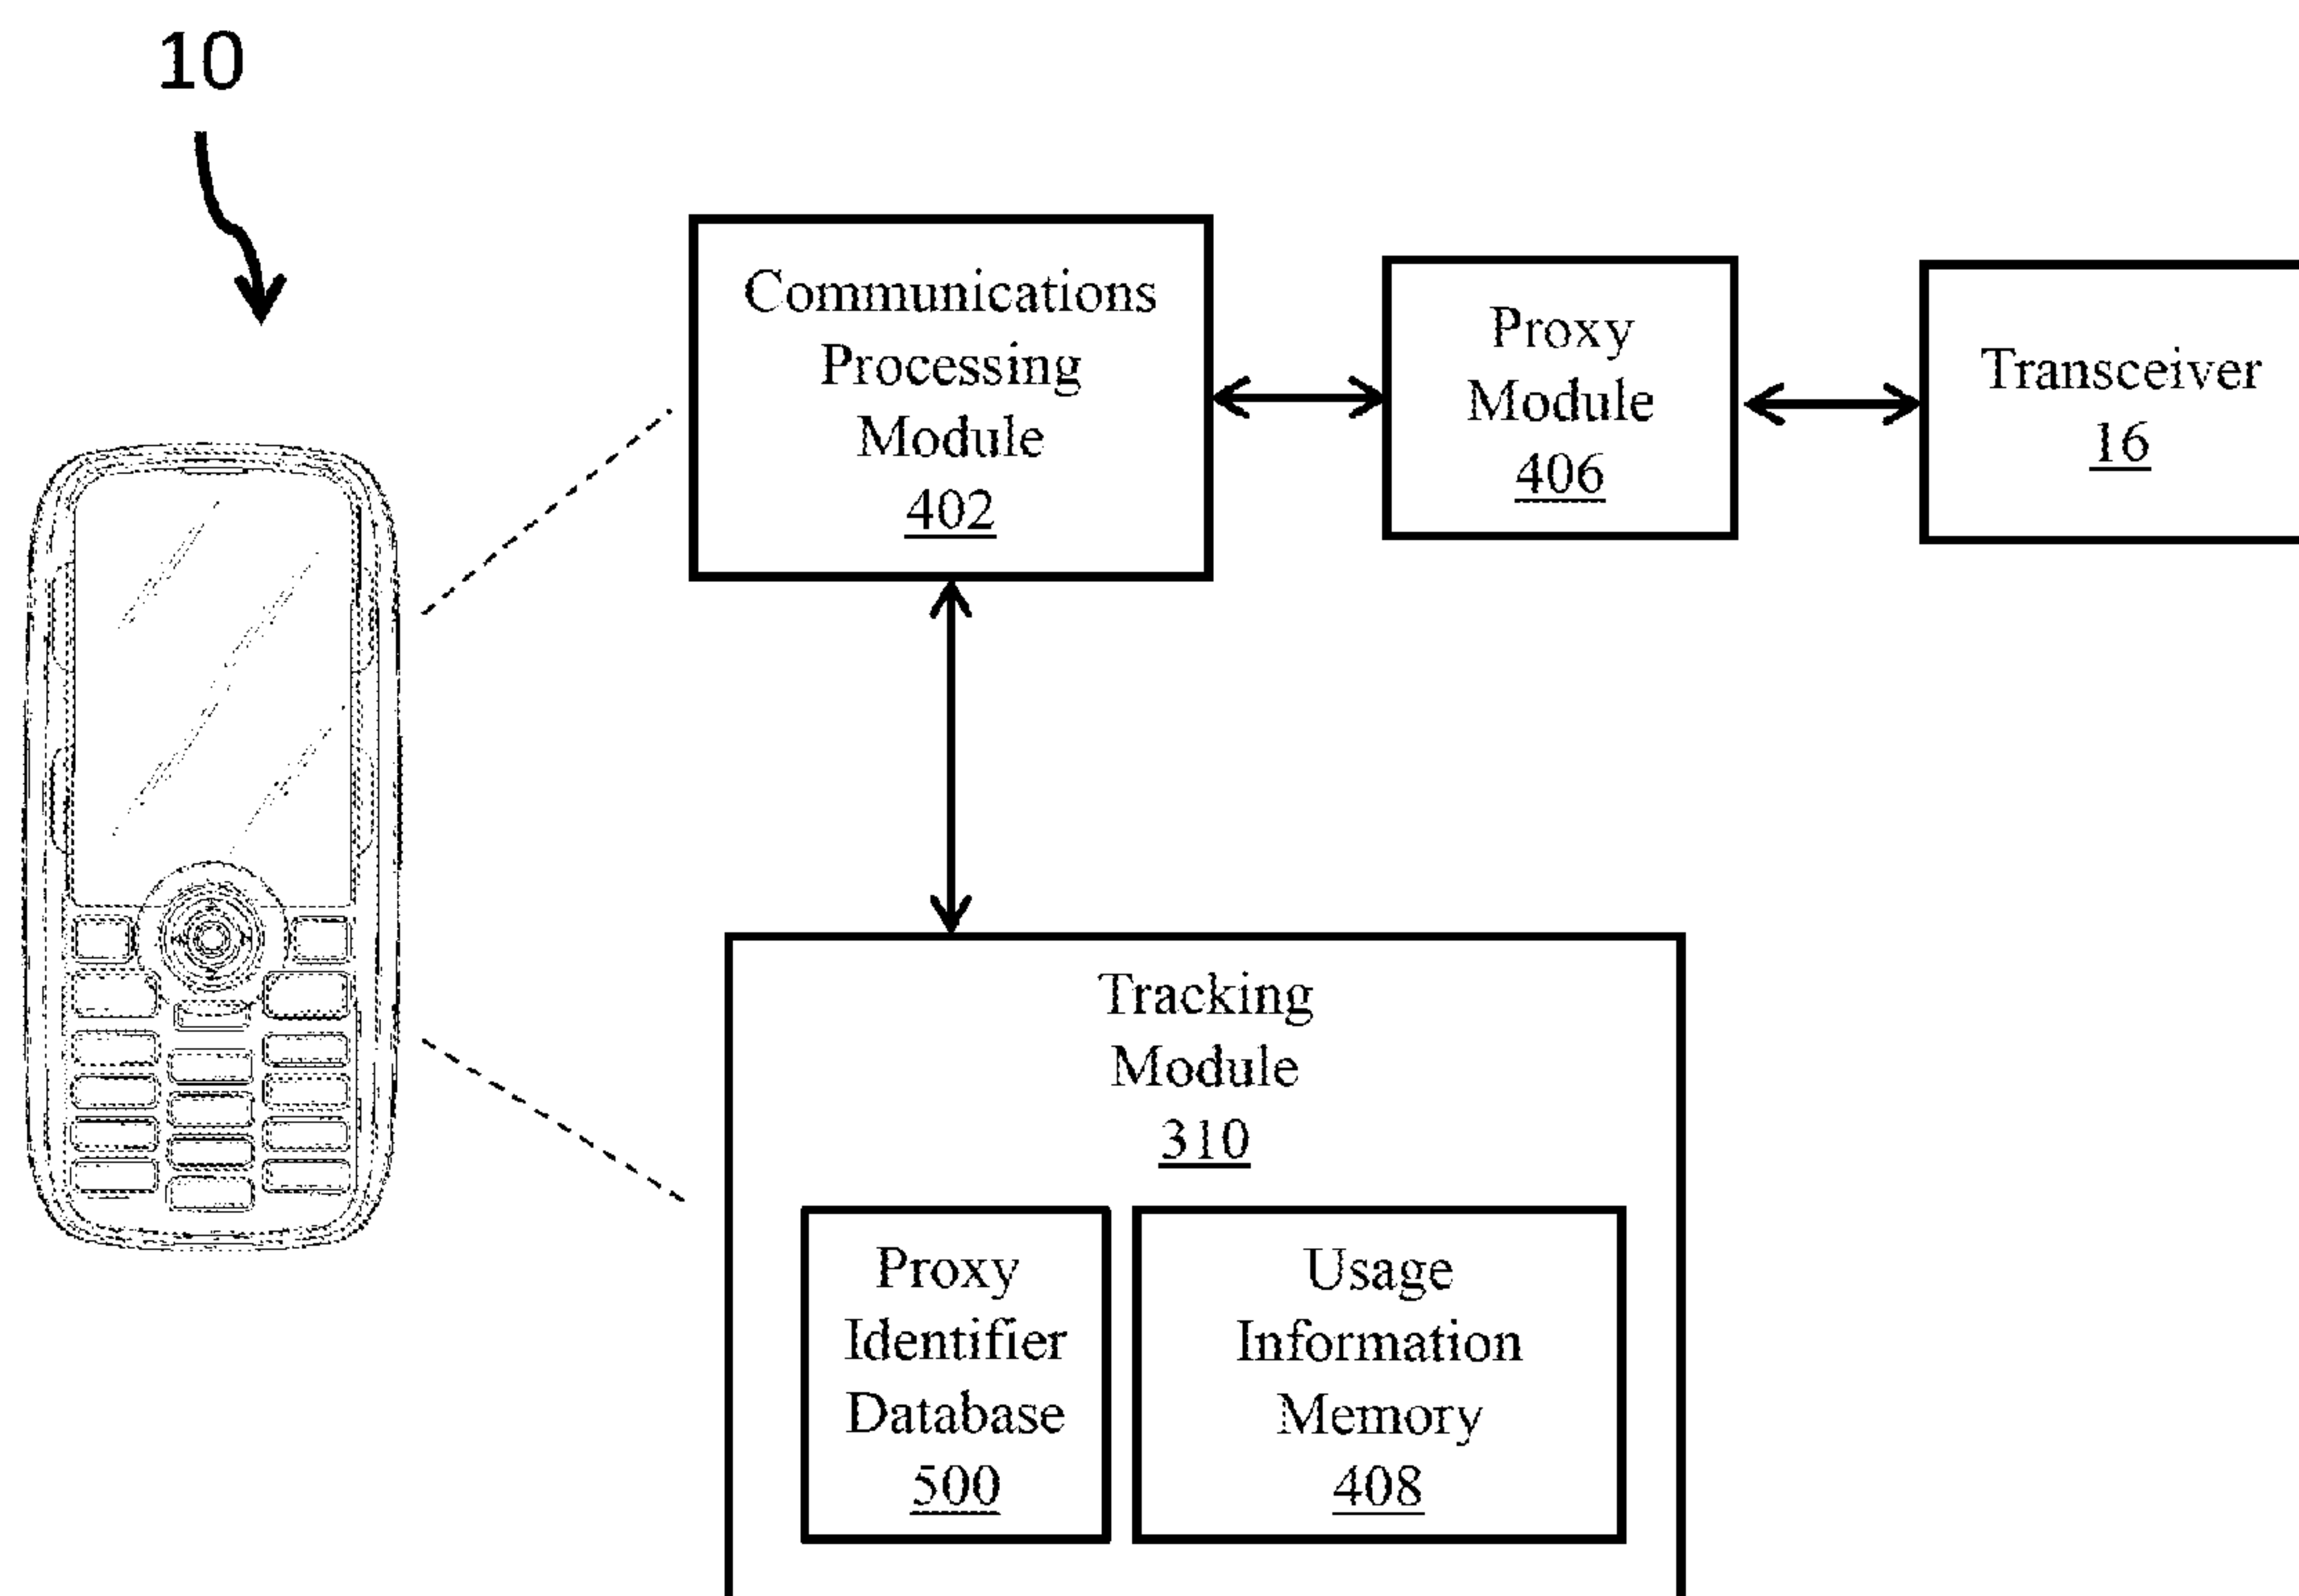 10
Communications
Processing
Module
402
Proxy
Module
406
Transceiver
16
Tracking
Module
310
Proxy
Identifier
Database
500
Usage
Information
Memory
408